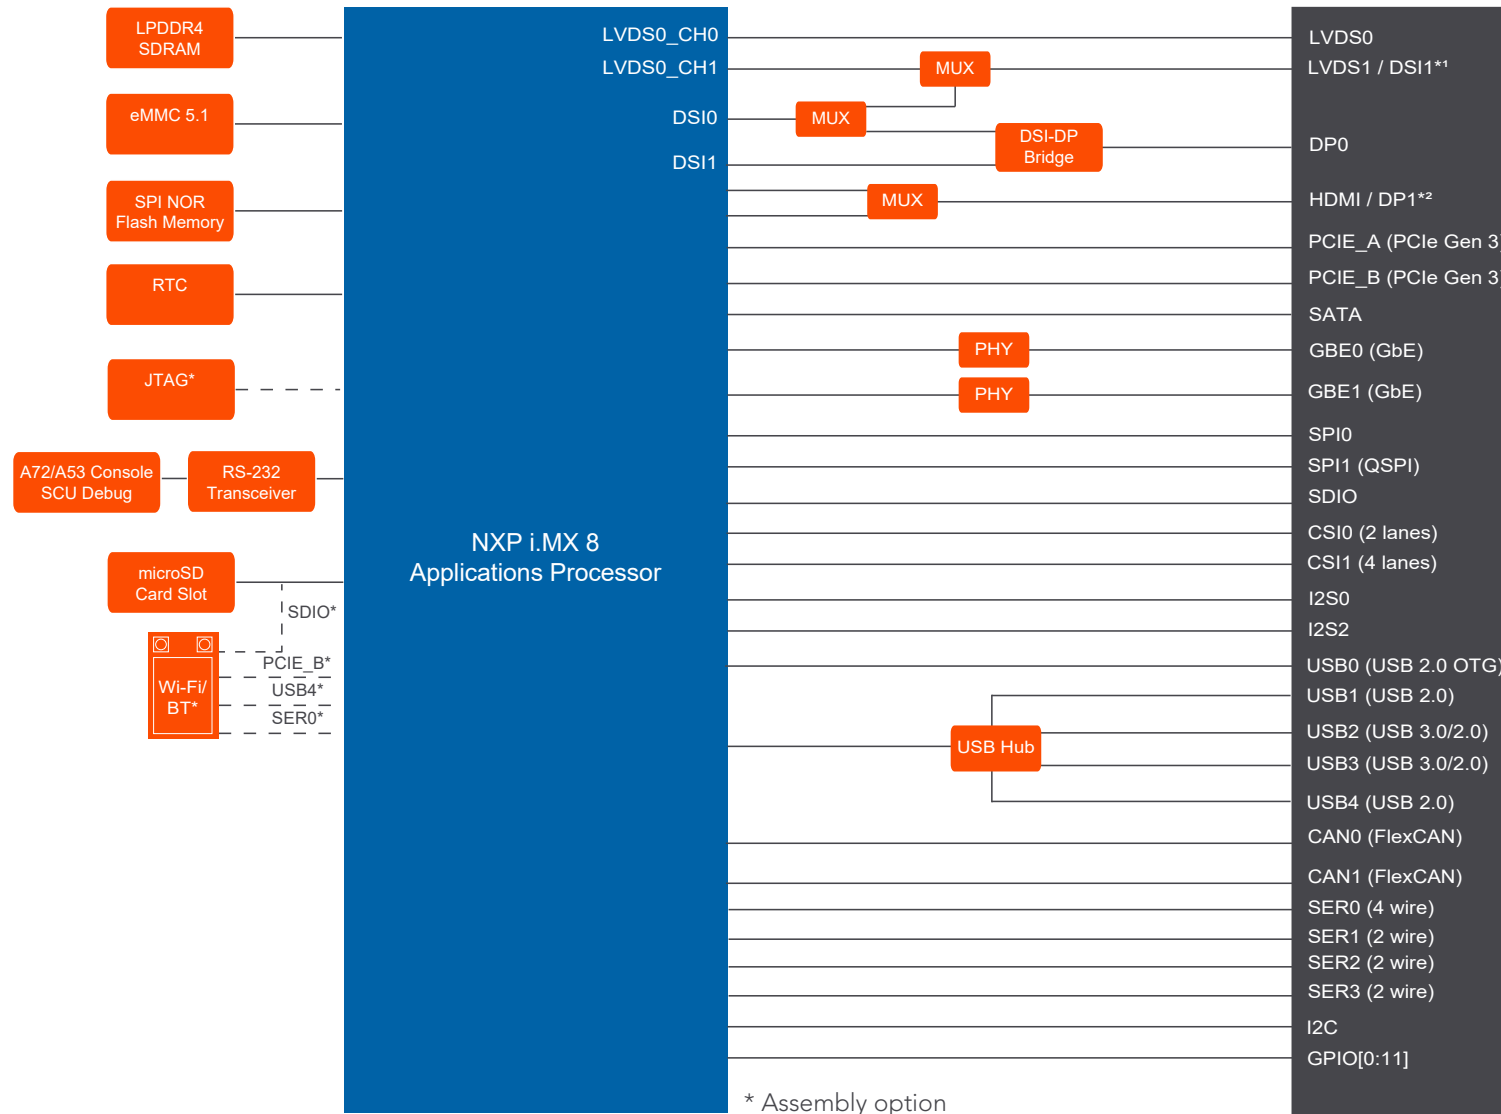 LPDDR4
SDRAM
eMMC 5.1
SPI NOR
Flash Memory
RTC
JTAG*
A72/A53 Console
SCU Debug
RS-232
Transceiver
microSD
Card Slot
SDIO*
PCIE_B*
USB4*
SER0*
Wi-Fi/
BT*
NXP i.MX 8
Applications Processor
LVDS0_CH0
LVDS0_CH1
DSI0
DSI1
MUX
MUX
DSI-DP
Bridge
MUX
PHY
PHY
USB Hub
LVDS0
LVDS1 / DSI1*¹
DP0
HDMI / DP1*²
PCIE_A (PCIe Gen 3)
PCIE_B (PCIe Gen 3)
SATA
GBE0 (GbE)
GBE1 (GbE)
SPI0
SPI1 (QSPI)
SDIO
CSI0 (2 lanes)
CSI1 (4 lanes)
I2S0
I2S2
USB0 (USB 2.0 OTG)
USB1 (USB 2.0)
USB2 (USB 3.0/2.0)
USB3 (USB 3.0/2.0)
USB4 (USB 2.0)
CAN0 (FlexCAN)
CAN1 (FlexCAN)
SER0 (4 wire)
SER1 (2 wire)
SER2 (2 wire)
SER3 (2 wire)
I2C
GPIO[0:11]
* Assembly option